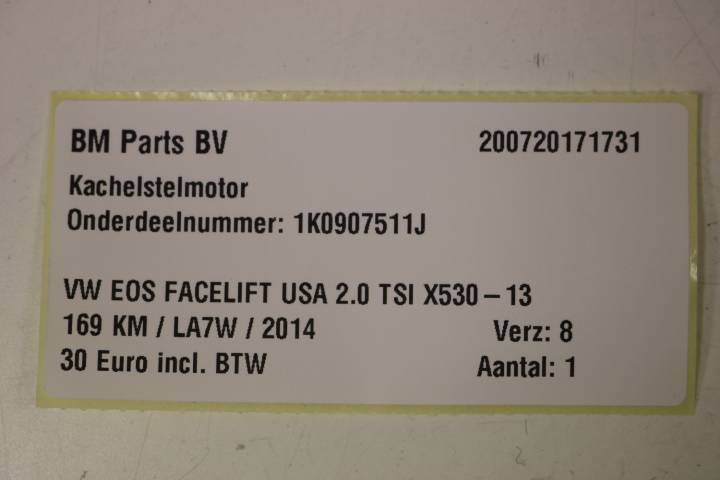 BM Parts BV 200720171731
Kachelstelmotor
Onderdeelnummer: 1K0907511J
VW EOS FACELIFT USA 2.0 TSI X530 – 13
169 KM / LA7W / 2014 Verz: 8
30 Euro incl. BTW Aantal: 1